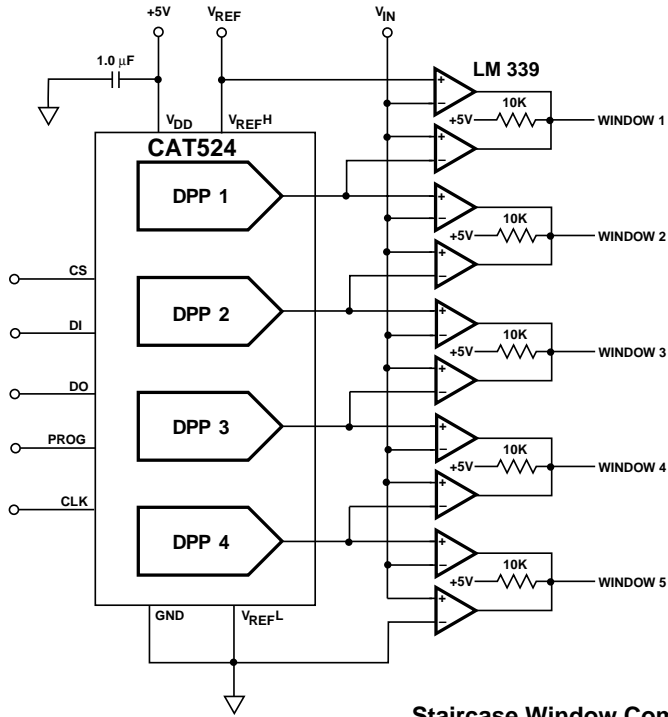 +5V
VREF
VIN
1.0 μF
LM 339
VDD
VREFH
CAT524
10K
+5V
WINDOW 1
+
−
+
−
DPP 1
10K
+5V
WINDOW 2
+
−
+
−
CS
DPP 2
DI
10K
+5V
WINDOW 3
+
−
+
−
DO
DPP 3
PROG
10K
+5V
WINDOW 4
+
−
+
−
CLK
DPP 4
10K
+5V
WINDOW 5
+
−
+
−
GND
VREFL
Staircase Window Con